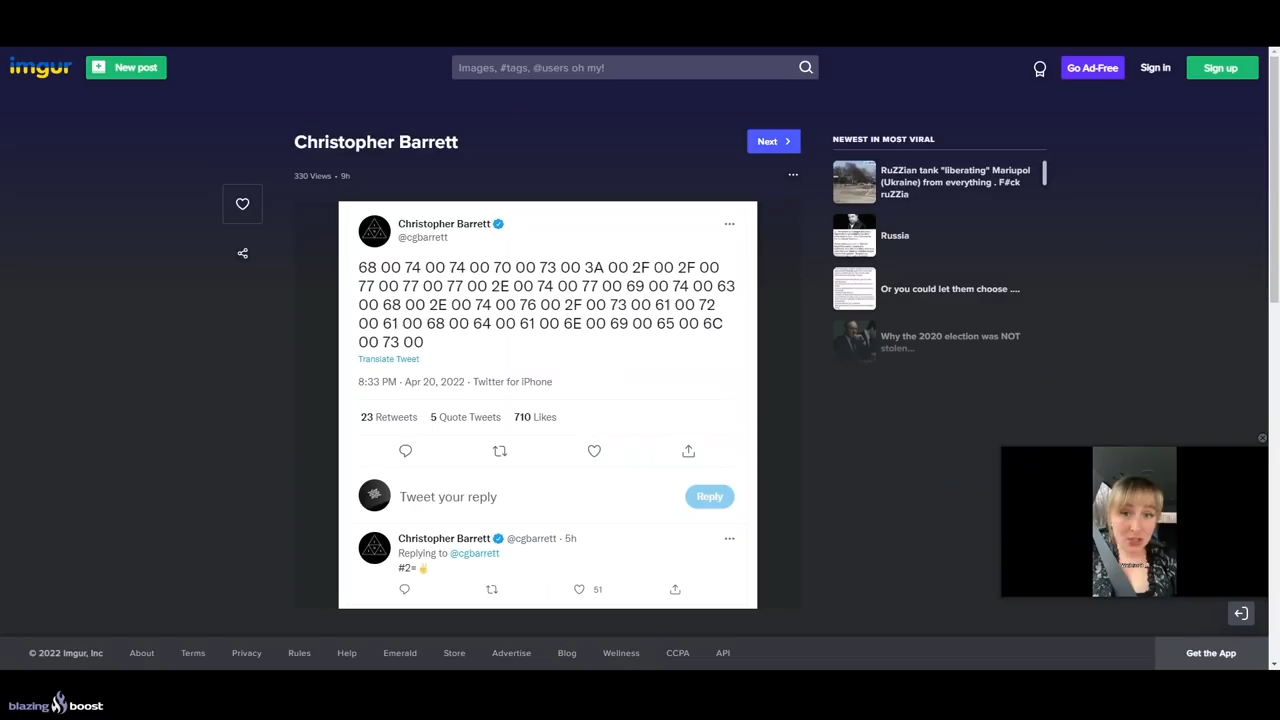 imgur
New post
Images, #tags, @users oh my!
Go Ad-Free
Sign in
Sign up
Christopher Barrett
Next
330 Views • 9h
NEWEST IN MOST VIRAL
RuZZian tank "liberating" Mariupol
(Ukraine) from everything . F#ck
ruZZia
Russia
Or you could let them choose ....
Why the 2020 election was NOT
stolen...
Christopher Barrett
@cgbarrett
68 00 74 00 74 00 70 00 73 00 3A 00 2F 00 2F 00
77 00 77 00 77 00 2E 00 74 00 77 00 69 00 74 00 63
00 68 00 2E 00 74 00 76 00 2F 00 73 00 61 00 72
00 61 00 68 00 64 00 61 00 6E 00 69 00 65 00 6C
00 73 00
Translate Tweet
8:33 PM · Apr 20, 2022 · Twitter for iPhone
23 Retweets 5 Quote Tweets 710 Likes
Tweet your reply
Reply
Christopher Barrett @cgbarrett · 5h
Replying to @cgbarrett
#2=✌
51
© 2022 Imgur, Inc
About
Terms
Privacy
Rules
Help
Emerald
Store
Advertise
Blog
Wellness
CCPA
API
Get the App
blazing boost